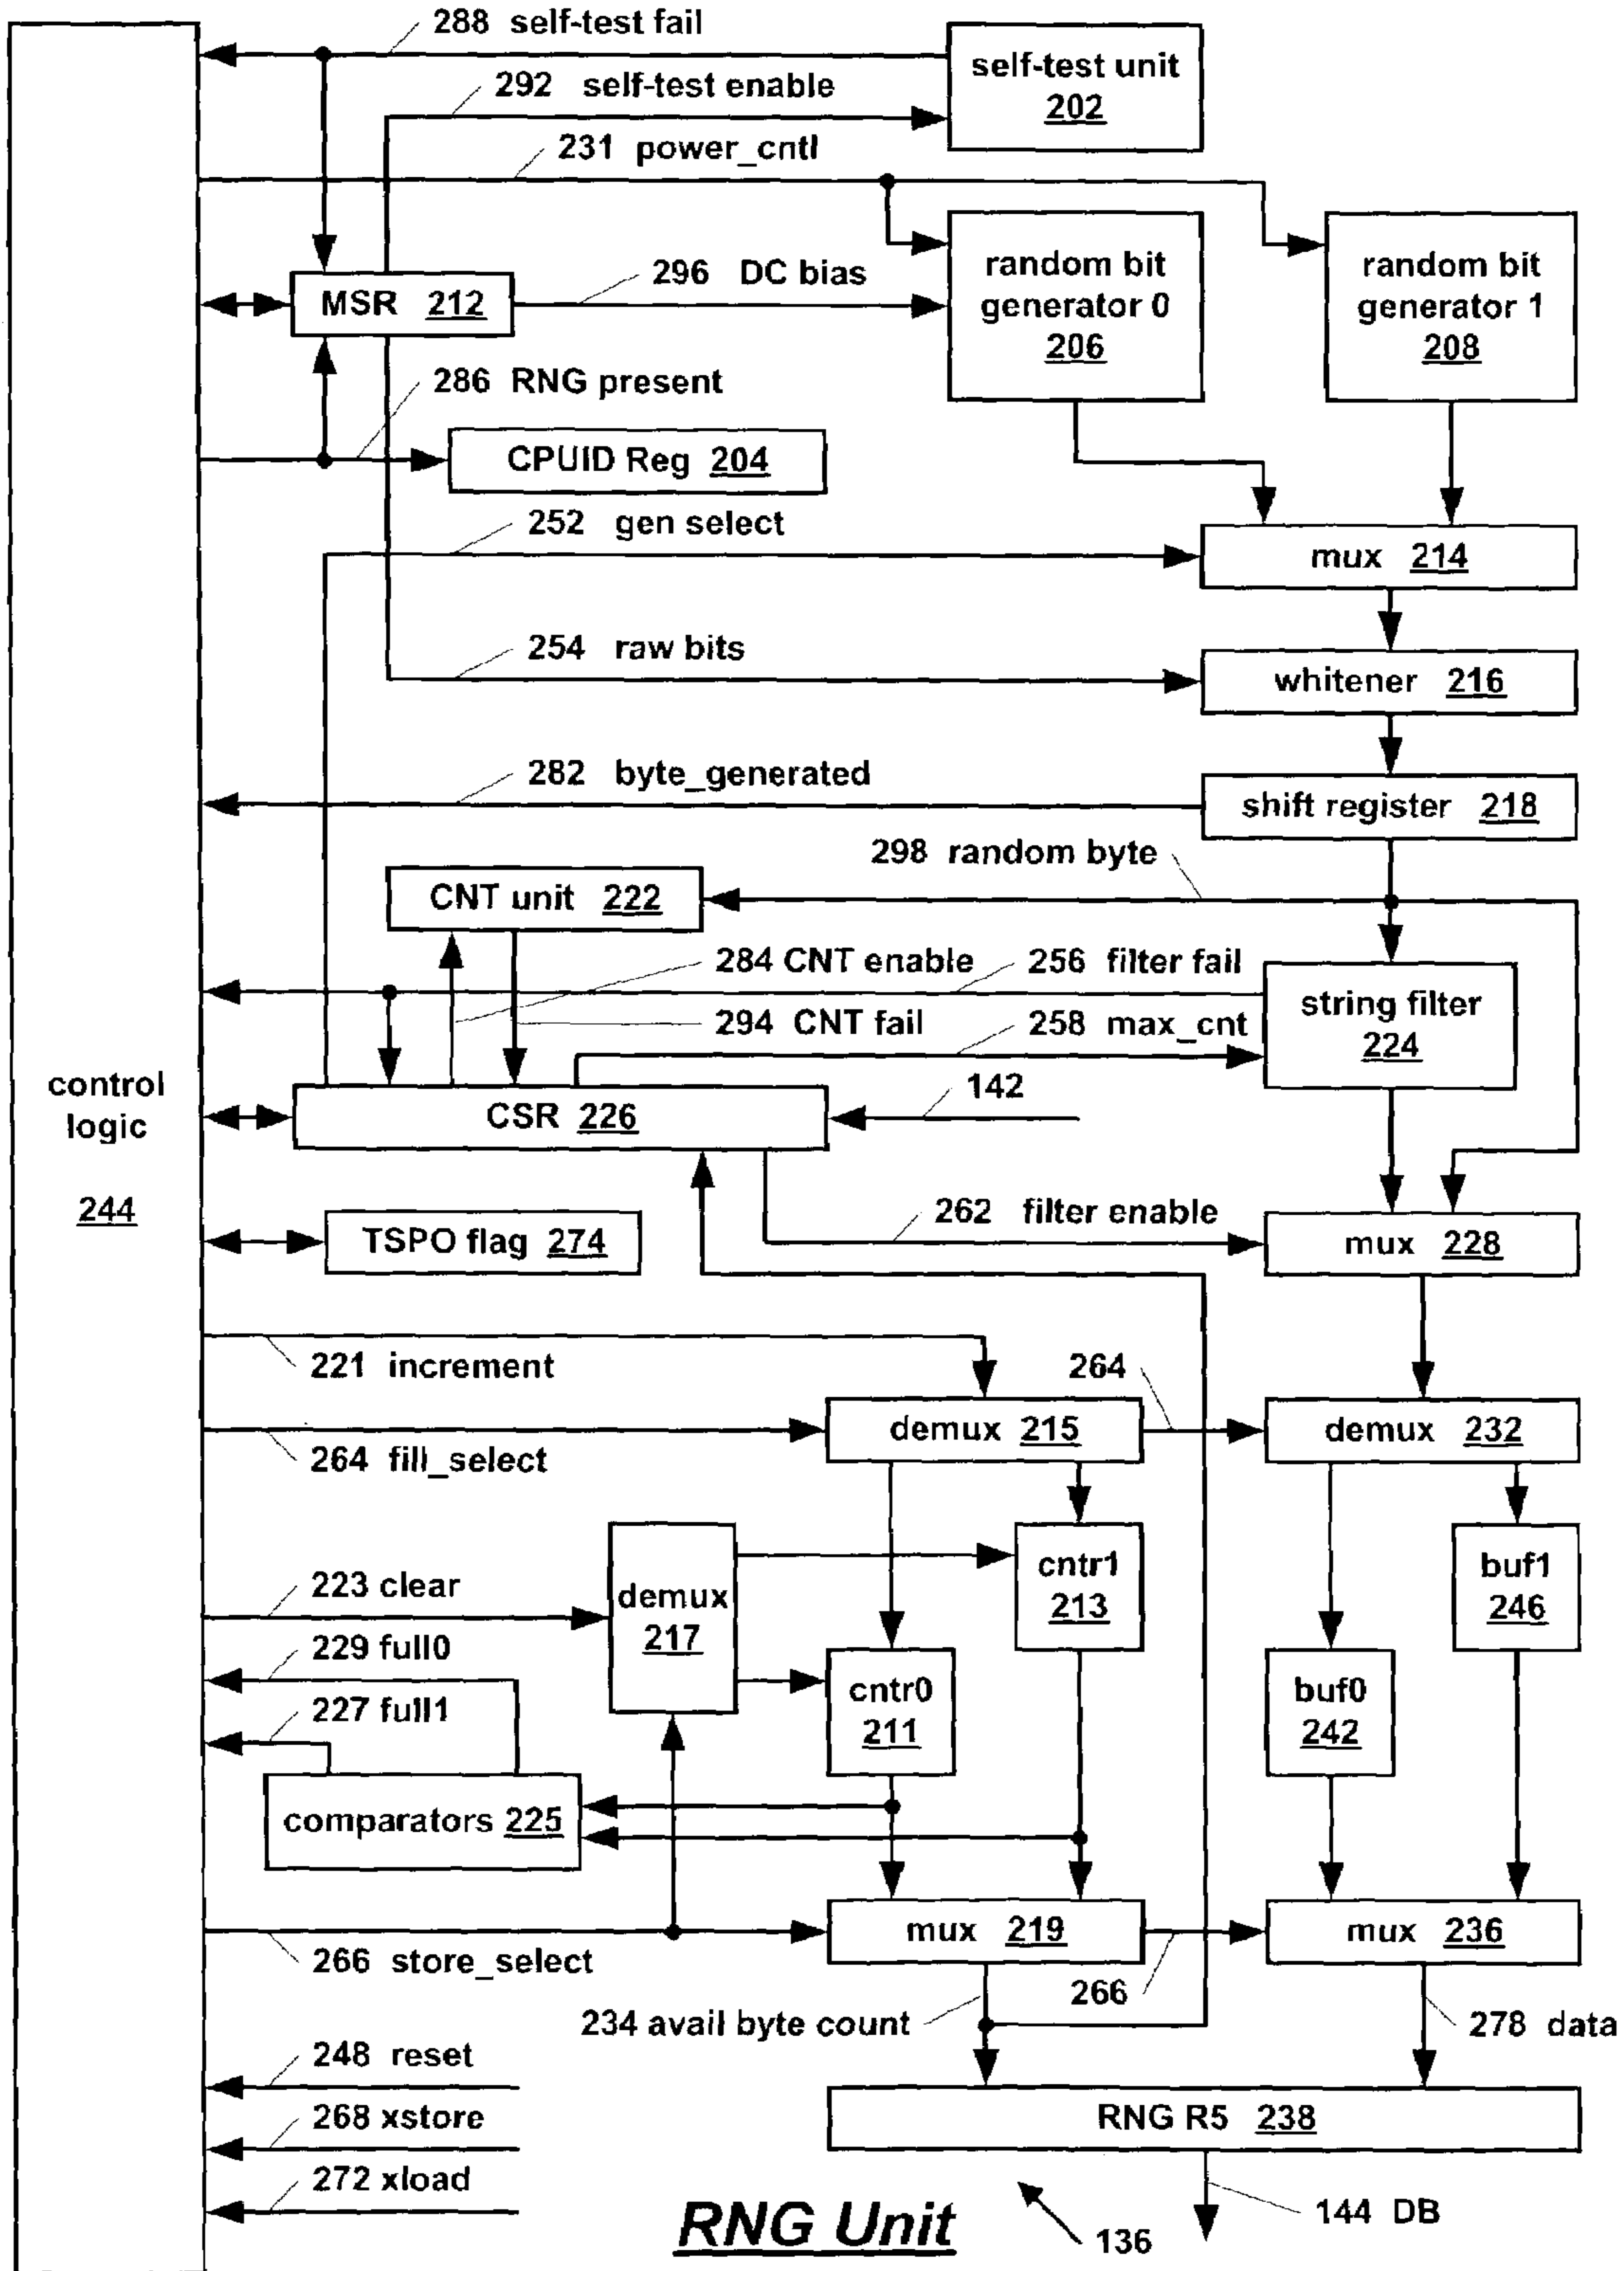 288 self-test fail
self-test unit
202
292 self-test enable
231 power_cntl
random bit
generator 0
206
random bit
generator 1
208
296 DC bias
MSR 212
286 RNG present
CPUID Reg 204
252 gen select
mux 214
254 raw bits
whitener 216
282 byte_generated
shift register 218
298 random byte
CNT unit 222
284 CNT enable
256 filter fail
string filter
224
294 CNT fail
258 max_cnt
control
logic
244
142
CSR 226
262 filter enable
TSPO flag 274
mux 228
221 increment
264
demux 215
demux 232
264 fill_select
demux
217
cntr1
213
buf1
246
223 clear
229 full0
cntr0
211
buf0
242
227 full1
comparators 225
mux 219
mux 236
266 store_select
266
234 avail byte count
278 data
248 reset
268 xstore
RNG R5 238
272 xload
144 DB
RNG Unit
136